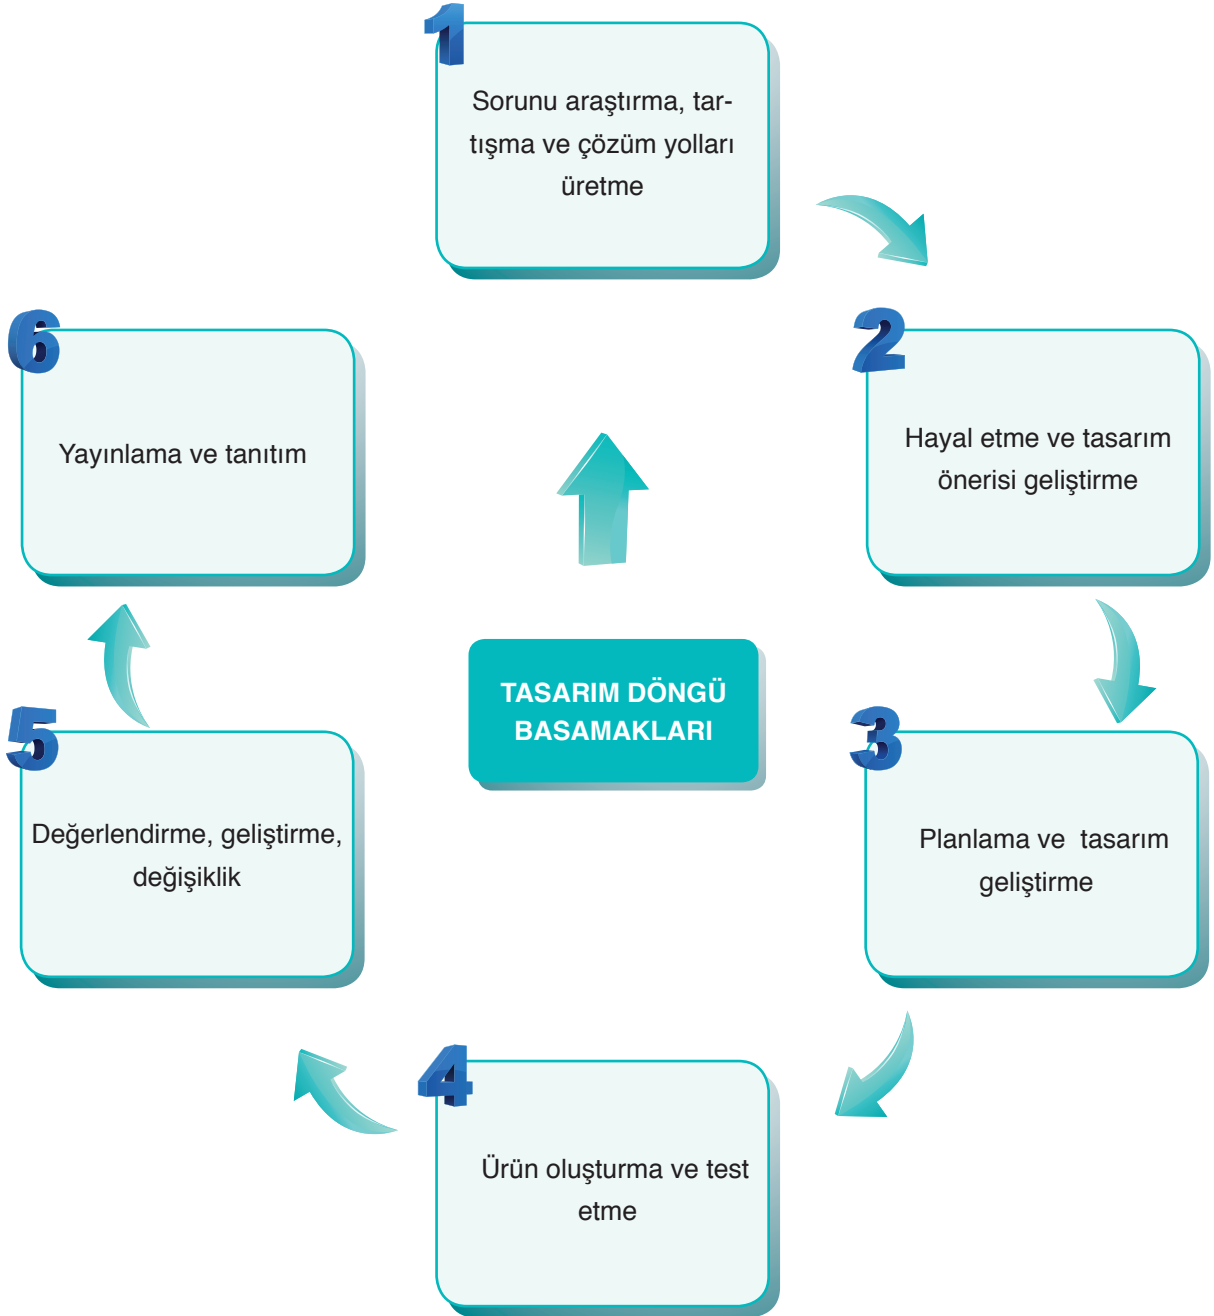 1
Sorunu araştırma, tar-
tışma ve çözüm yolları
üretme
2
Hayal etme ve tasarım
önerisi geliştirme
3
Planlama ve  tasarım
geliştirme
4
Ürün oluşturma ve test
etme
5
Değerlendirme, geliştirme,
değişiklik
6
Yayınlama ve tanıtım
TASARIM DÖNGÜ
BASAMAKLARI